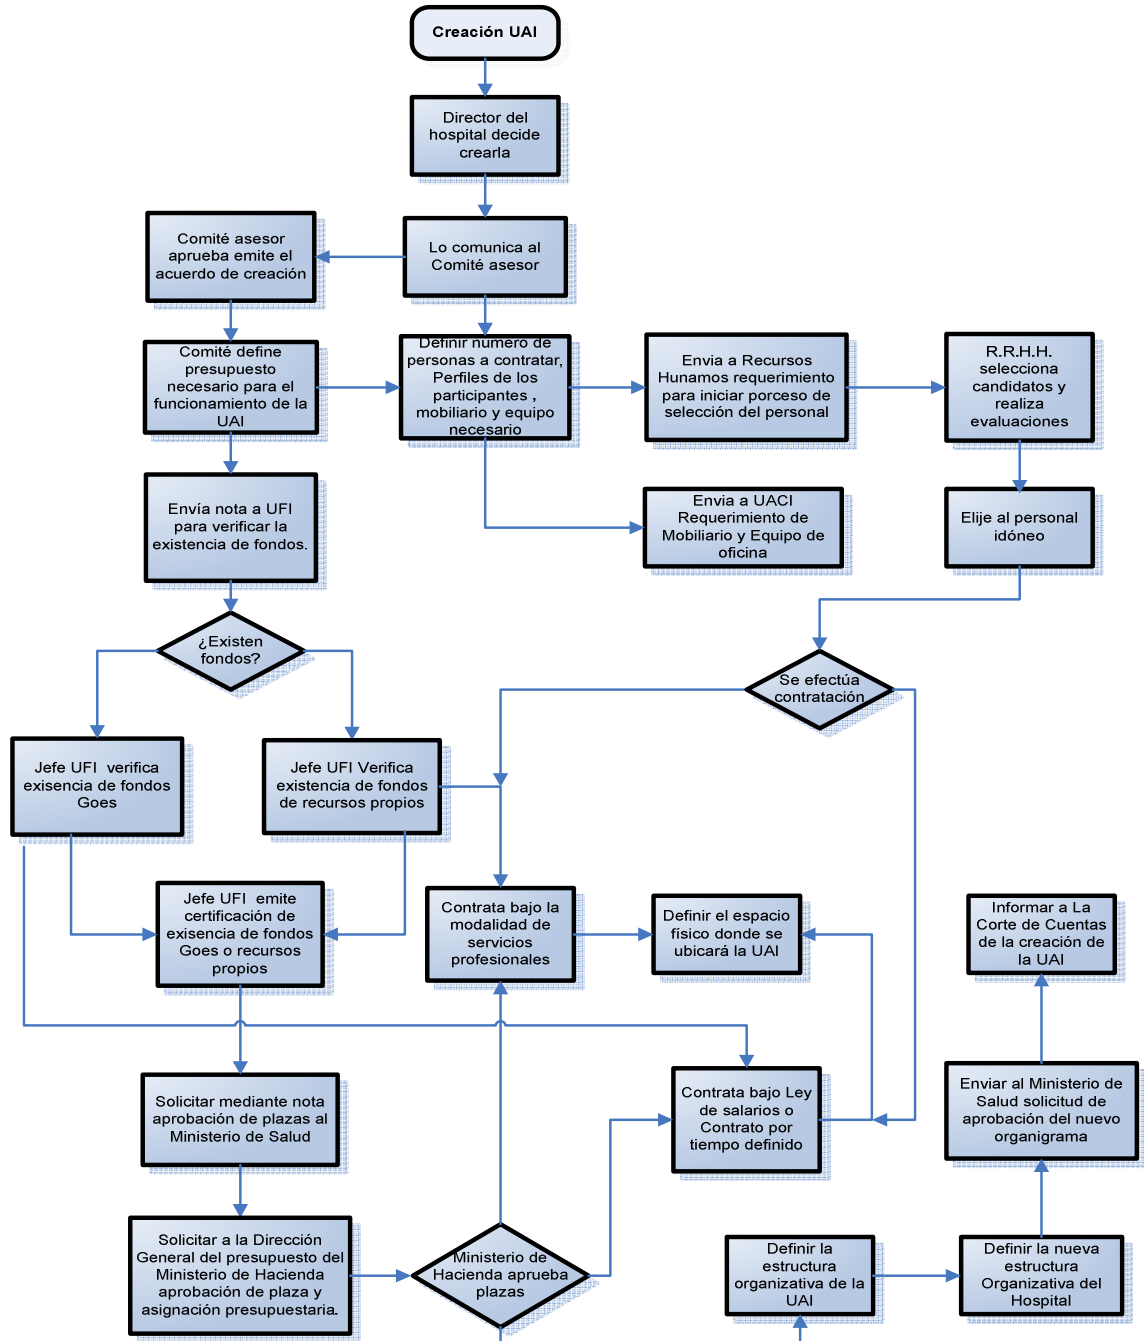 Creación UAI
Director del
hospital decide
crearla
Comité asesor
aprueba emite el
acuerdo de creación
Lo comunica al
Comité asesor
Comité define
presupuesto
necesario para el
funcionamiento de la
UAI
Definir número de
personas a contratar,
Perfiles de los
participantes ,
mobiliario y equipo
necesario
Envia a Recursos
Hunamos requerimiento
para iniciar porceso de
selección del personal
R.R.H.H.
selecciona
candidatos y
realiza
evaluaciones
Envía nota a UFI
para verificar la
existencia de fondos.
Envia a UACI
Requerimiento de
Mobiliario y Equipo de
oficina
Elije al personal
idóneo
¿Existen
fondos?
Se efectúa
contratación
Jefe UFI verifica
exisencia de fondos
Goes
Jefe UFI Verifica
existencia de fondos
de recursos propios
Jefe UFI emite
certificación de
exisencia de fondos
Goes o recursos
propios
Contrata bajo la
modalidad de
servicios
profesionales
Definir el espacio
físico donde se
ubicará la UAI
Informar a La
Corte de Cuentas
de la creación de
la UAI
Solicitar mediante nota
aprobación de plazas al
Ministerio de Salud
Contrata bajo Ley
de salarios o
Contrato por
tiempo definido
Enviar al Ministerio de
Salud solicitud de
aprobación del nuevo
organigrama
Solicitar a la Dirección
General del presupuesto del
Ministerio de Hacienda
aprobación de plaza y
asignación presupuestaria.
Ministerio de
Hacienda aprueba
plazas
Definir la
estructura
organizativa de la
UAI
Definir la nueva
estructura
Organizativa del
Hospital